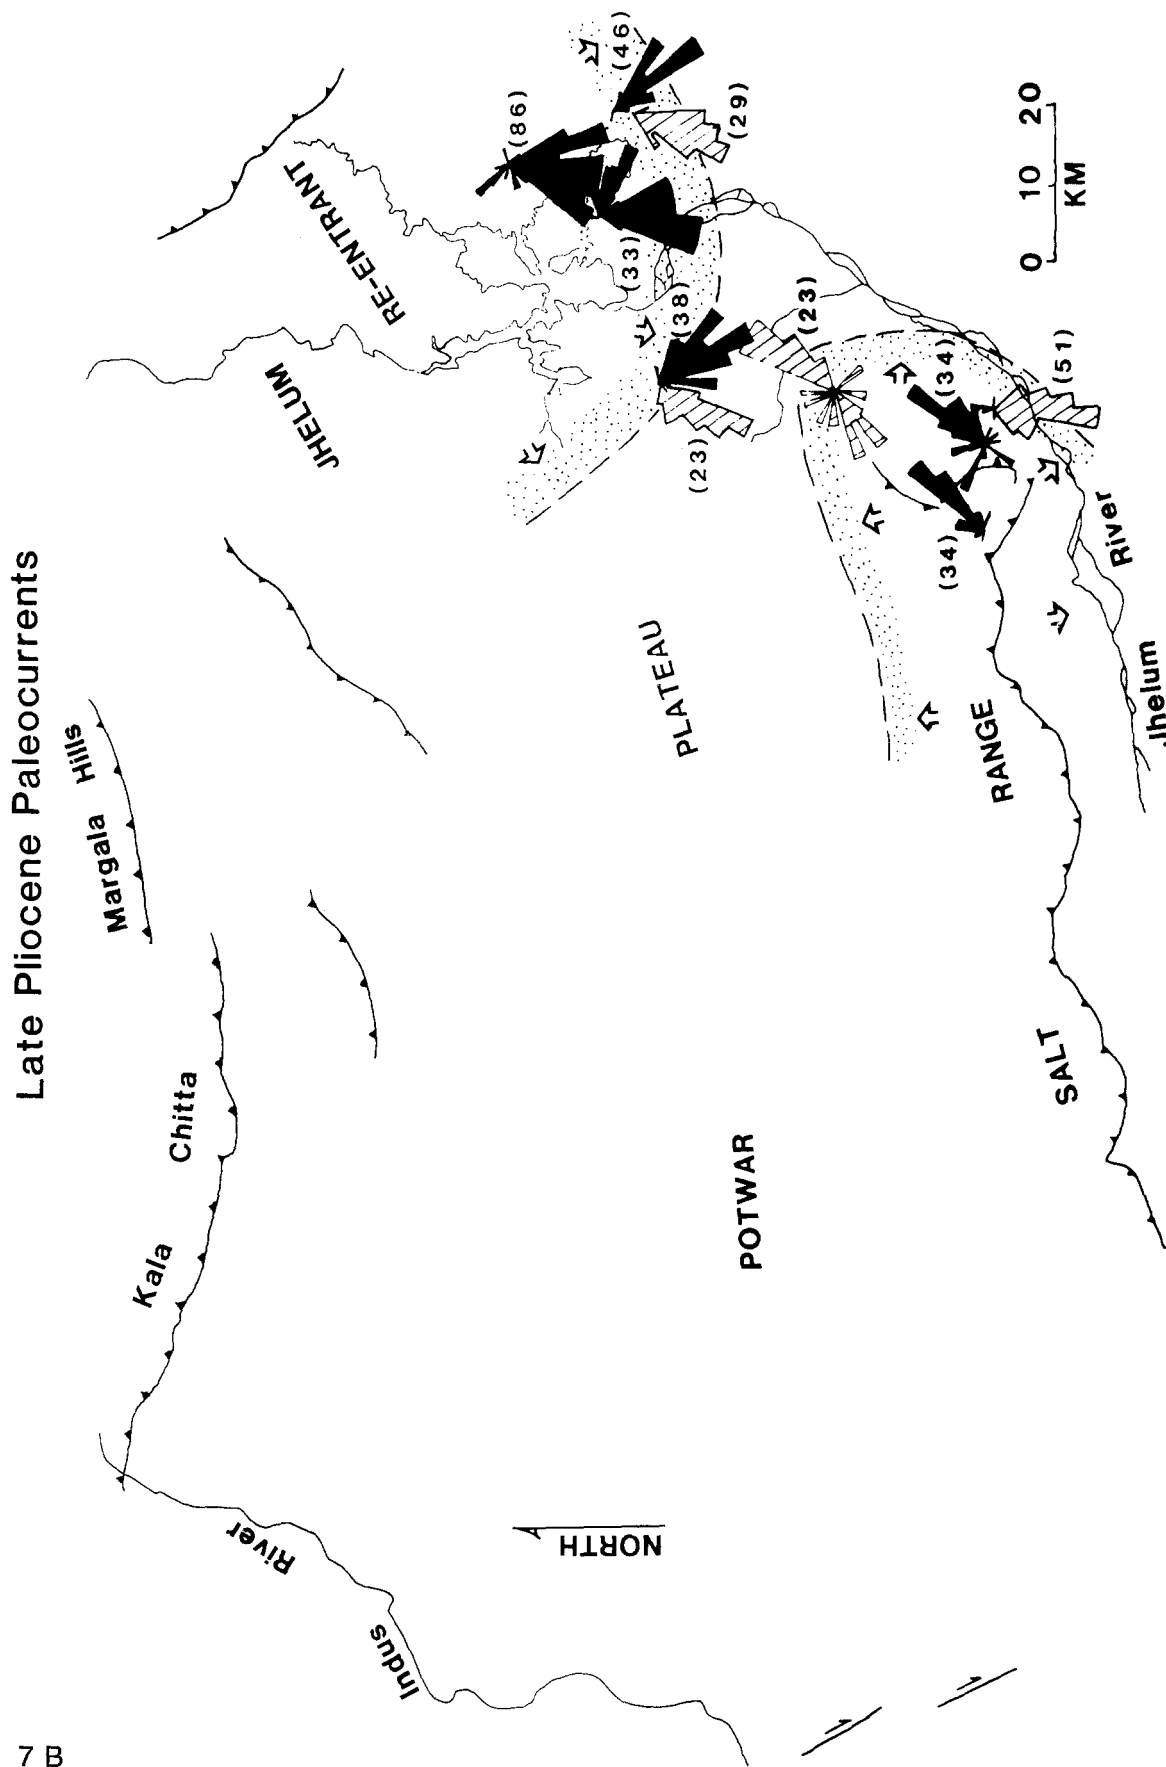 Late Pliocene Paleocurrents
7 B
Margala Hills
Kala Chitta
JHELUM
RE-ENTRANT
(86)
(46)
(29)
(33)
(38)
(23)
(23)
(34)
(34)
(51)
0 10 20
KM
PLATEAU
POTWAR
SALT RANGE
Jhelum River
Indus River
NORTH